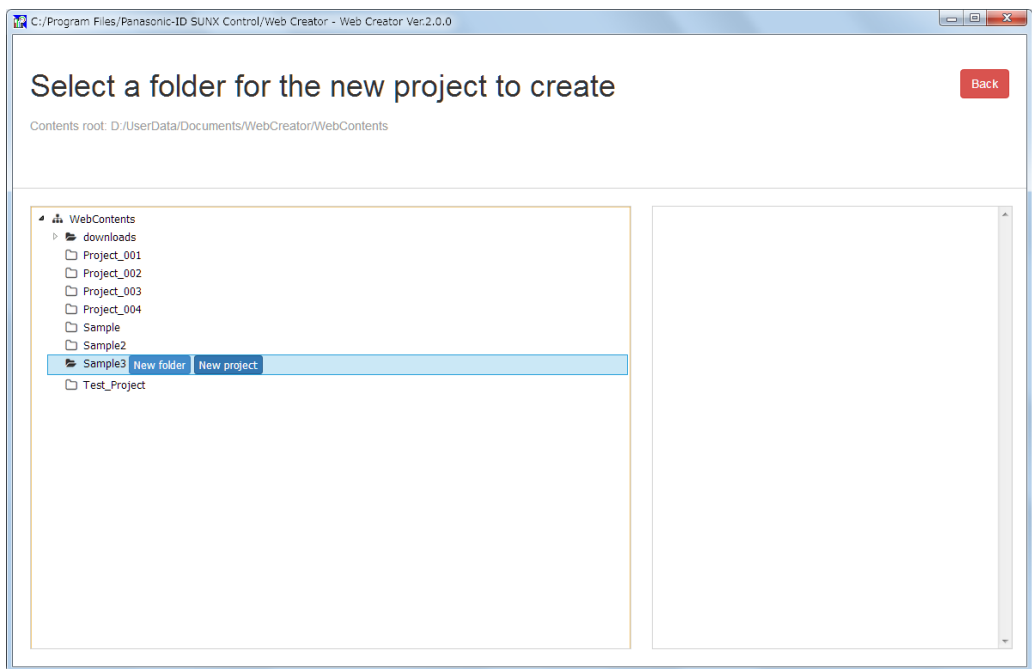 C:/Program Files/Panasonic-ID SUNX Control/Web Creator - Web Creator Ver.2.0.0
Select a folder for the new project to create
Back
Contents root: D:/UserData/Documents/WebCreator/WebContents
WebContents
downloads
Project_001
Project_002
Project_003
Project_004
Sample
Sample2
Sample3 New folder New project
Test_Project